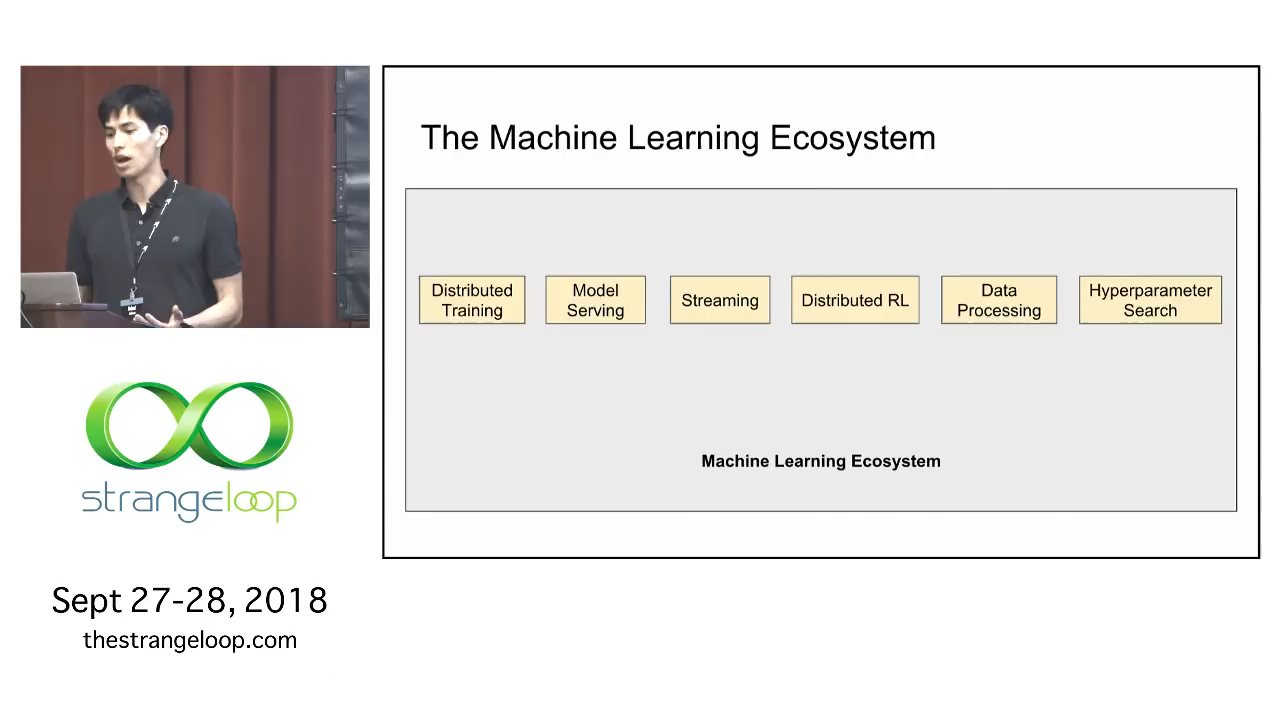 The Machine Learning Ecosystem
Distributed
Training
Model
Serving
Streaming
Distributed RL
Data
Processing
Hyperparameter
Search
Machine Learning Ecosystem
strangeloop
Sept 27-28, 2018
thestrangeloop.com